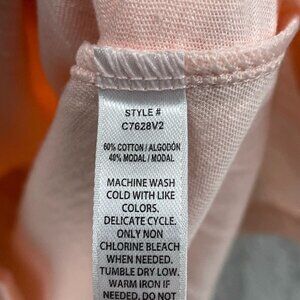 STYLE #
C7628V2
60% COTTON / ALGODÓN
40% MODAL / MODAL
MACHINE WASH
COLD WITH LIKE
COLORS.
DELICATE CYCLE.
ONLY NON
CHLORINE BLEACH
WHEN NEEDED.
TUMBLE DRY LOW.
WARM IRON IF
NEEDED. DO NOT